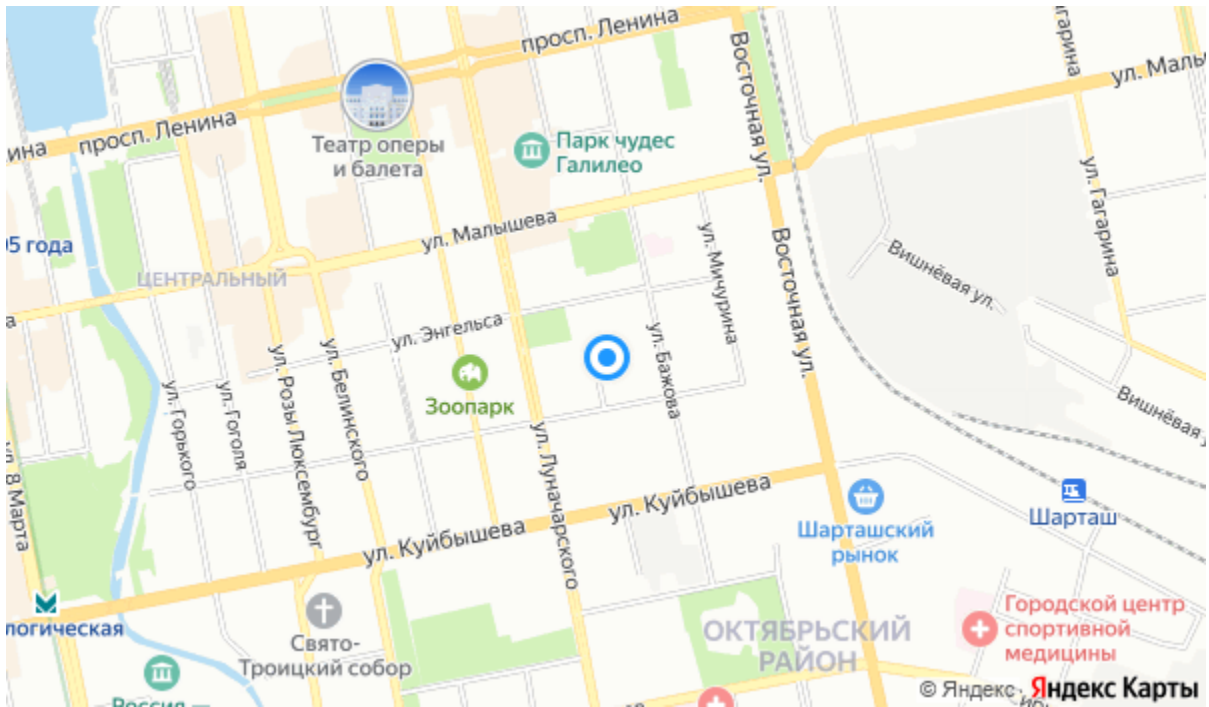 просп. Ленина
Восточная ул.
Гагарина
ул. Малы
просп. Ленина
ина
Театр оперы
и балета
Парк чудес
Галилео
ул. Гагарина
ул. Малышева
5 года
ЦЕНТРАЛЬНЫЙ
ул. Мичурина
Восточная ул.
Вишнёвая ул.
ул. Энгельса
ул. Бажова
Зоопарк
ул. Горького
ул. Гоголя
ул. Розы Люксембург
ул. Белинского
ул. Луначарского
Вишнёвая у
ул. 8 Марта
ул. Куйбышева
ул. Куйбышева
Шарташский
рынок
Шарташ
логическая
Свято-
Троицкий собор
ОКТЯБРЬСКИЙ
РАЙОН
Городской центр
спортивной
медицины
Россия —
© Яндекс
Яндекс Карты